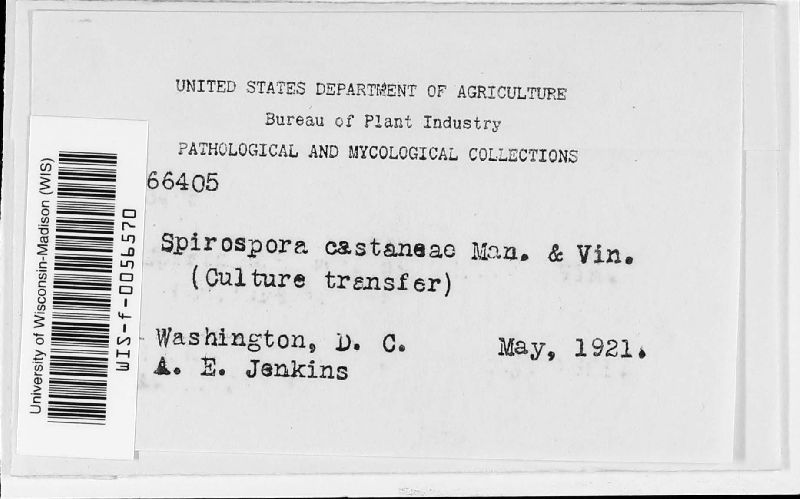 UNITED STATES DEPARTMENT OF AGRICULTURE
Bureau of Plant Industry
PATHOLOGICAL AND MYCOLOGICAL COLLECTIONS
66405
Spirospora castaneae Man. & Vin.
(Culture transfer)
Washington, D. C. May, 1921.
A. E. Jenkins
University of Wisconsin-Madison (WIS)
WIS-f-0056570